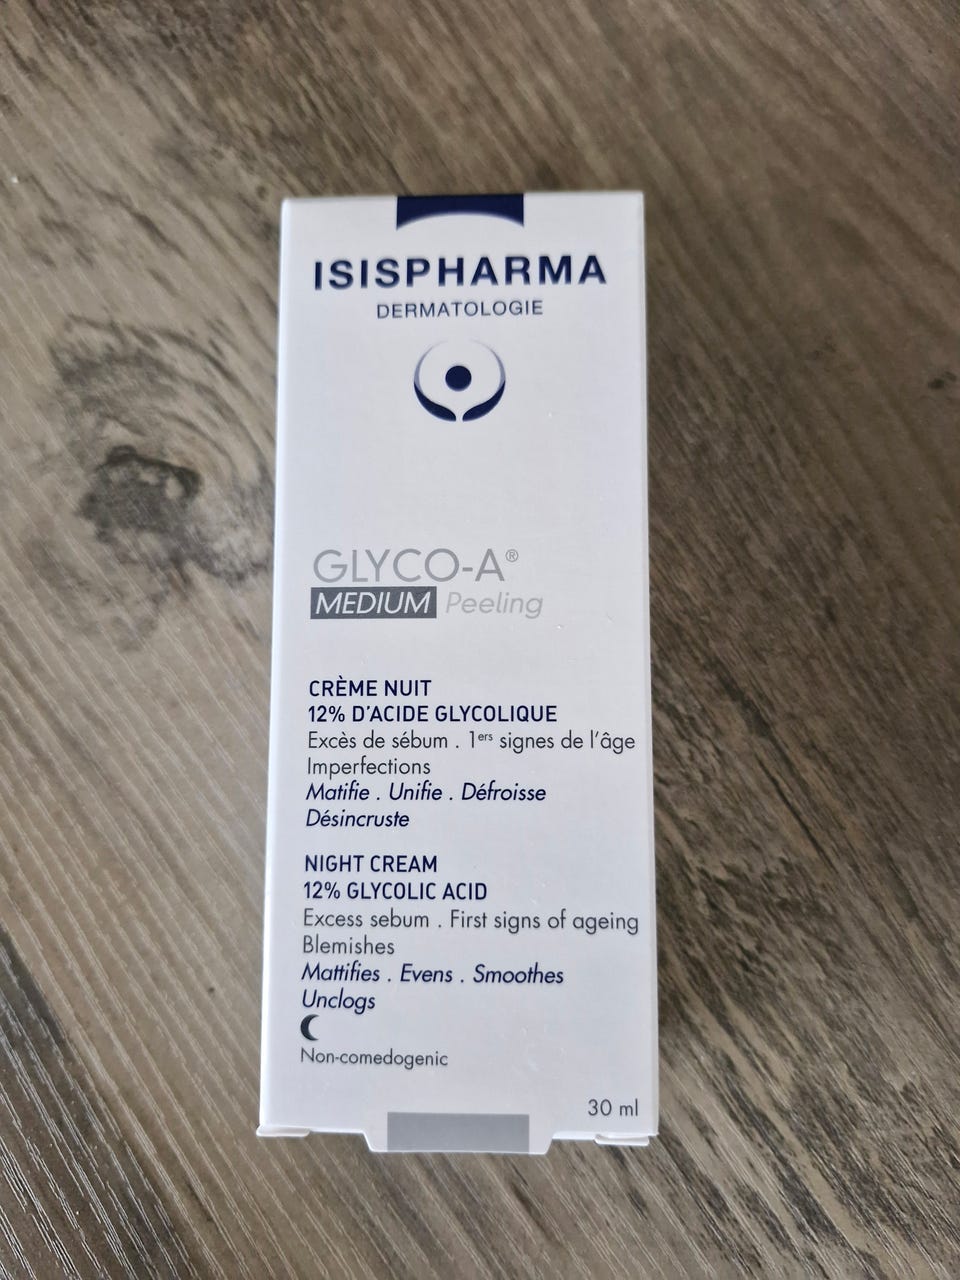 ISISPHARMA
DERMATOLOGIE
GLYCO-A®
MEDIUM Peeling
CRÈME NUIT
12% D'ACIDE GLYCOLIQUE
Excès de sébum . 1ers signes de l'âge
Imperfections
Matifie . Unifie . Défroisse
Désincruste
NIGHT CREAM
12% GLYCOLIC ACID
Excess sebum . First signs of ageing
Blemishes
Mattifies . Evens . Smoothes
Unclogs
Non-comedogenic
30 ml